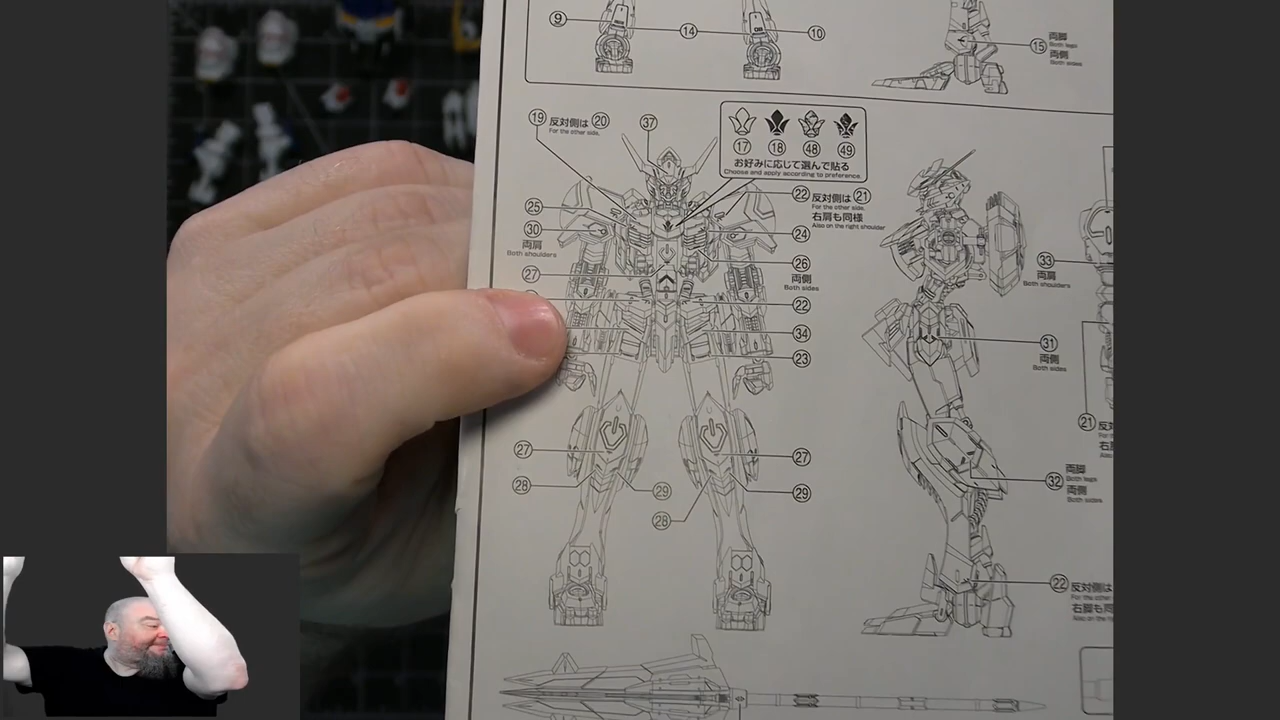 9
14
10
15 両脚
Both legs
両側
Both sides
19 反対側は 20
For the other side.
37
17 18 48 49
お好みに応じて選んで貼る
Choose and apply according to preference.
22 反対側は 21
For the other side.
右肩も同様
Also on the right shoulder
25
30
両肩
Both shoulders
24
27
26
両側
Both sides
22
34
23
33
両肩
Both shoulders
31
両側
Both sides
21
27
27
28
29
29
28
32 両脚
Both legs
両側
Both sides
22 反対側は
For the other
右脚も同